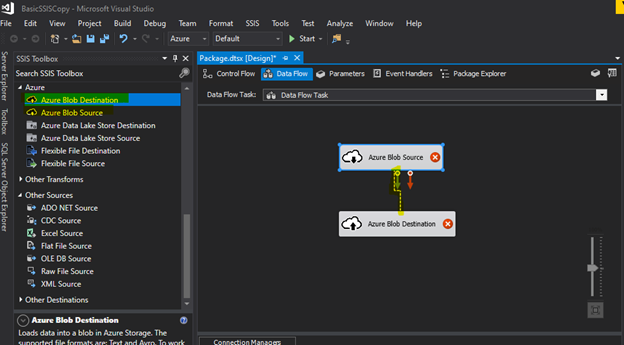 BasicSSISCopy - Microsoft Visual Studio
File Edit View Project Build Debug Team Format SSIS Tools Test Analyze Window Help
Azure Default Start
Server Explorer Toolbox SQL Server Object Explorer
SSIS Toolbox
Search SSIS Toolbox
Azure
Azure Blob Destination
Azure Blob Source
Azure Data Lake Store Destination
Azure Data Lake Store Source
Flexible File Destination
Flexible File Source
Other Transforms
Other Sources
ADO NET Source
CDC Source
Excel Source
Flat File Source
OLE DB Source
Raw File Source
XML Source
Other Destinations
Azure Blob Destination
Loads data into a blob in Azure Storage. The
supported file formats are: Text and Avro. To work
Package.dtsx [Design]*
Control Flow Data Flow Parameters Event Handlers Package Explorer
Data Flow Task: Data Flow Task
Azure Blob Source
Azure Blob Destination
Connection Managers